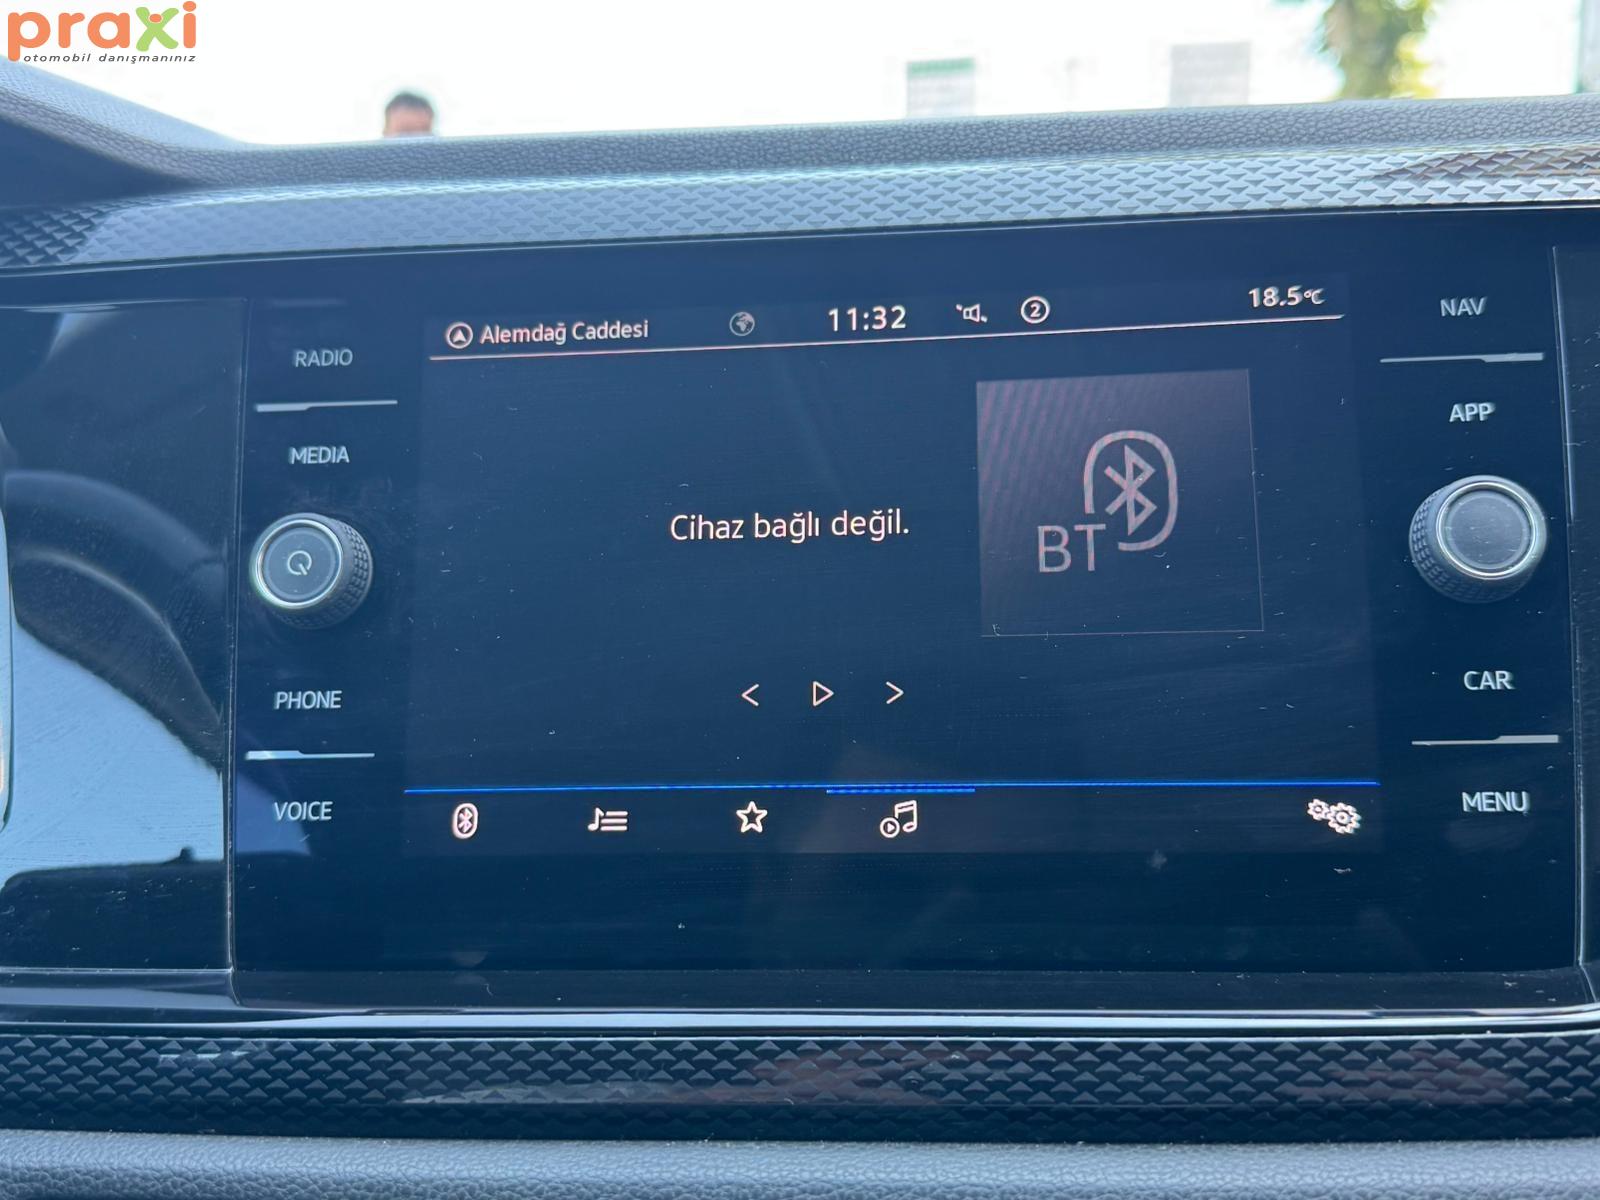 praxi
otomobil danışmanınız
Alemdağ Caddesi
11:32
2
18.5°C
RADIO
MEDIA
PHONE
VOICE
Cihaz bağlı değil.
BT
NAV
APP
CAR
MENU